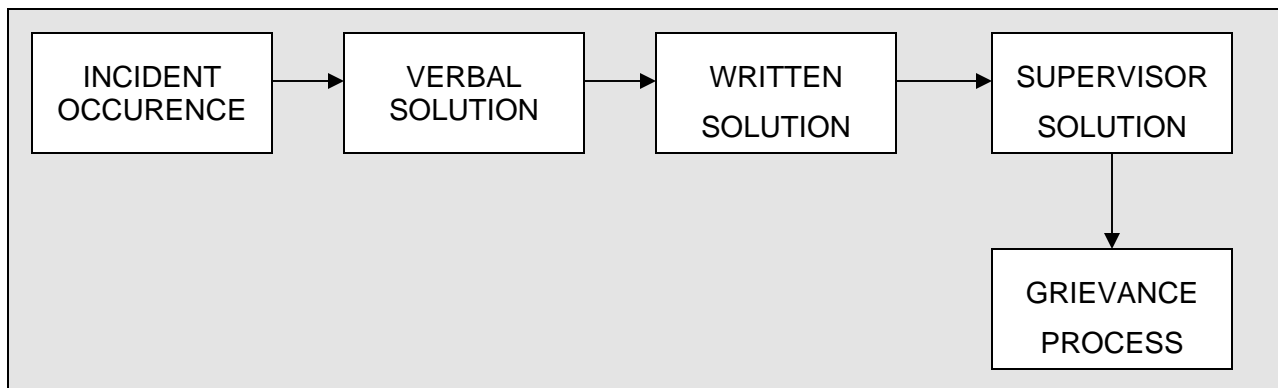 INCIDENT
OCCURENCE
VERBAL
SOLUTION
WRITTEN
SOLUTION
SUPERVISOR
SOLUTION
GRIEVANCE
PROCESS